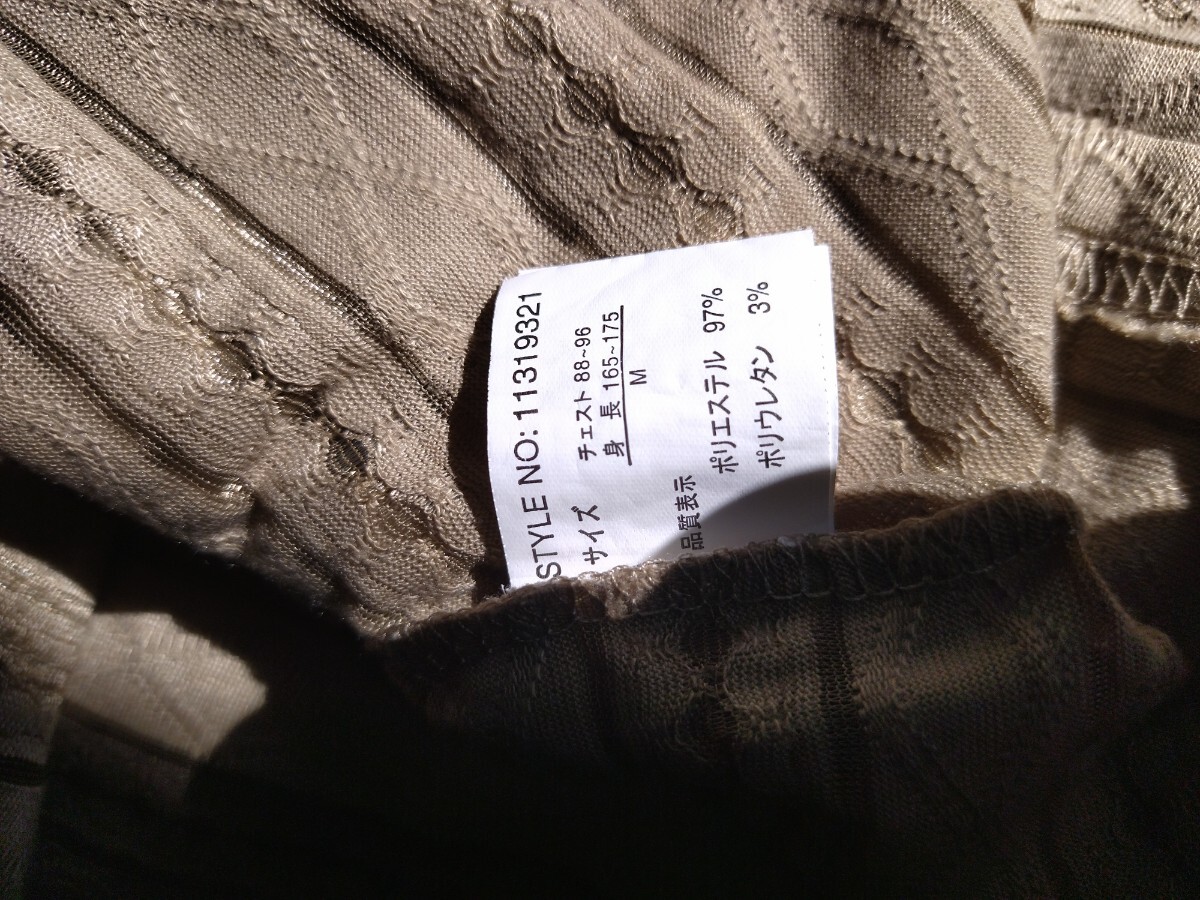 STYLE NO: 11319321
サイズ チェスト 88~96
身 長 165~175
M
品質表示
ポリエステル 97%
ポリウレタン 3%